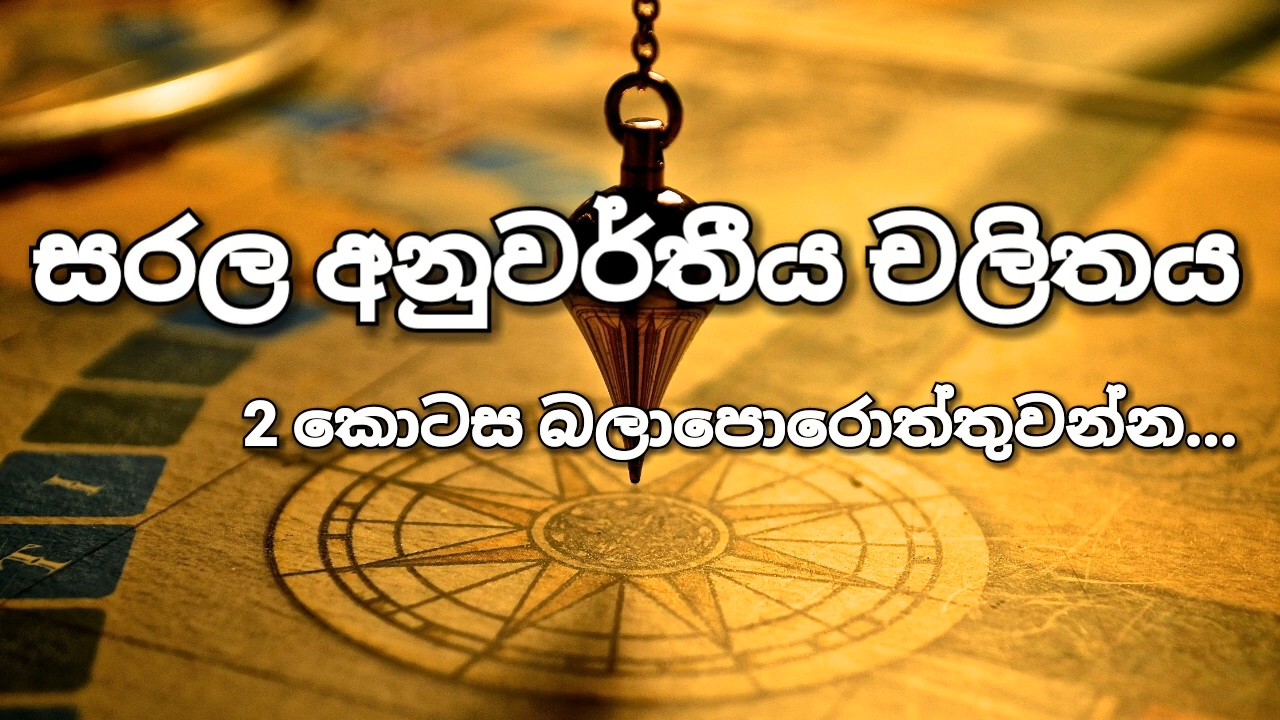 සරල අනුවර්තීය චලිතය
2 කොටස බලාපොරොත්තුවන්න...